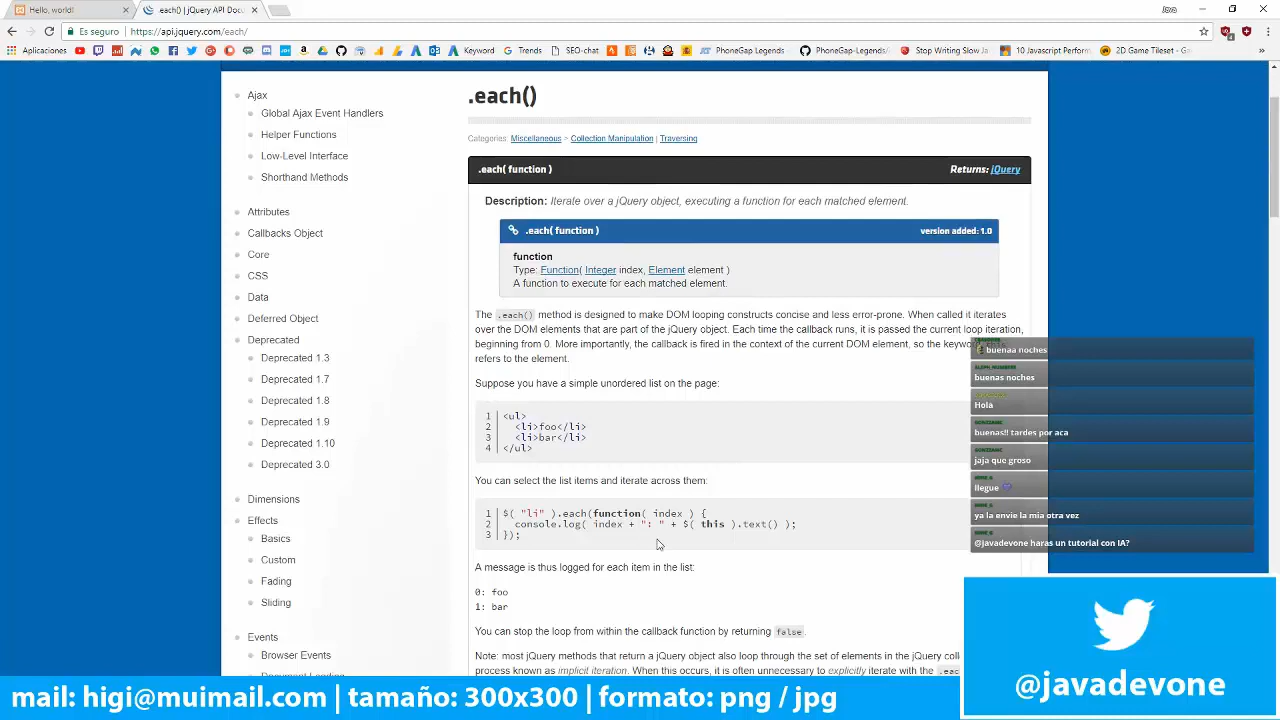 Hello, world!
.each() | jQuery API Docu
Java
Es seguro
https://api.jquery.com/each/
Aplicaciones
Keyword
Trends
SEO-chat
PhoneGap Legends
PhoneGap-Legends/
Stop Writing Slow Ja
10 Javascript Perform
2D Game Tileset - Ge
Ajax
Global Ajax Event Handlers
Helper Functions
Low-Level Interface
Shorthand Methods
Attributes
Callbacks Object
Core
CSS
Data
Deferred Object
Deprecated
Deprecated 1.3
Deprecated 1.7
Deprecated 1.8
Deprecated 1.9
Deprecated 1.10
Deprecated 3.0
Dimensions
Effects
Basics
Custom
Fading
Sliding
Events
Browser Events
Document Loading
.each()
Categories: Miscellaneous > Collection Manipulation | Traversing
.each( function )
Returns: jQuery
Description: Iterate over a jQuery object, executing a function for each matched element.
.each( function )
version added: 1.0
function
Type: Function( Integer index, Element element )
A function to execute for each matched element.
The .each() method is designed to make DOM looping constructs concise and less error-prone. When called it iterates
over the DOM elements that are part of the jQuery object. Each time the callback runs, it is passed the current loop iteration,
beginning from 0. More importantly, the callback is fired in the context of the current DOM element, so the keywo
refers to the element.
Suppose you have a simple unordered list on the page:
1 <ul>
2 <li>foo</li>
3 <li>bar</li>
4 </ul>
You can select the list items and iterate across them:
1 $( "li" ).each(function( index ) {
2 console.log( index + ": " + $( this ).text() );
3 });
A message is thus logged for each item in the list:
0: foo
1: bar
You can stop the loop from within the callback function by returning false.
Note: most jQuery methods that return a jQuery object also loop through the set of elements in the jQuery colle
process known as implicit iteration. When this occurs, it is often unnecessary to explicitly iterate with the .eac
buenaa noches
buenas noches
Hola
buenas!! tardes por aca
jaja que groso
llegue
ya la envie la mia otra vez
@javadevone haras un tutorial con IA?
@javadevone
mail: higi@muimail.com | tamaño: 300x300 | formato: png / jpg